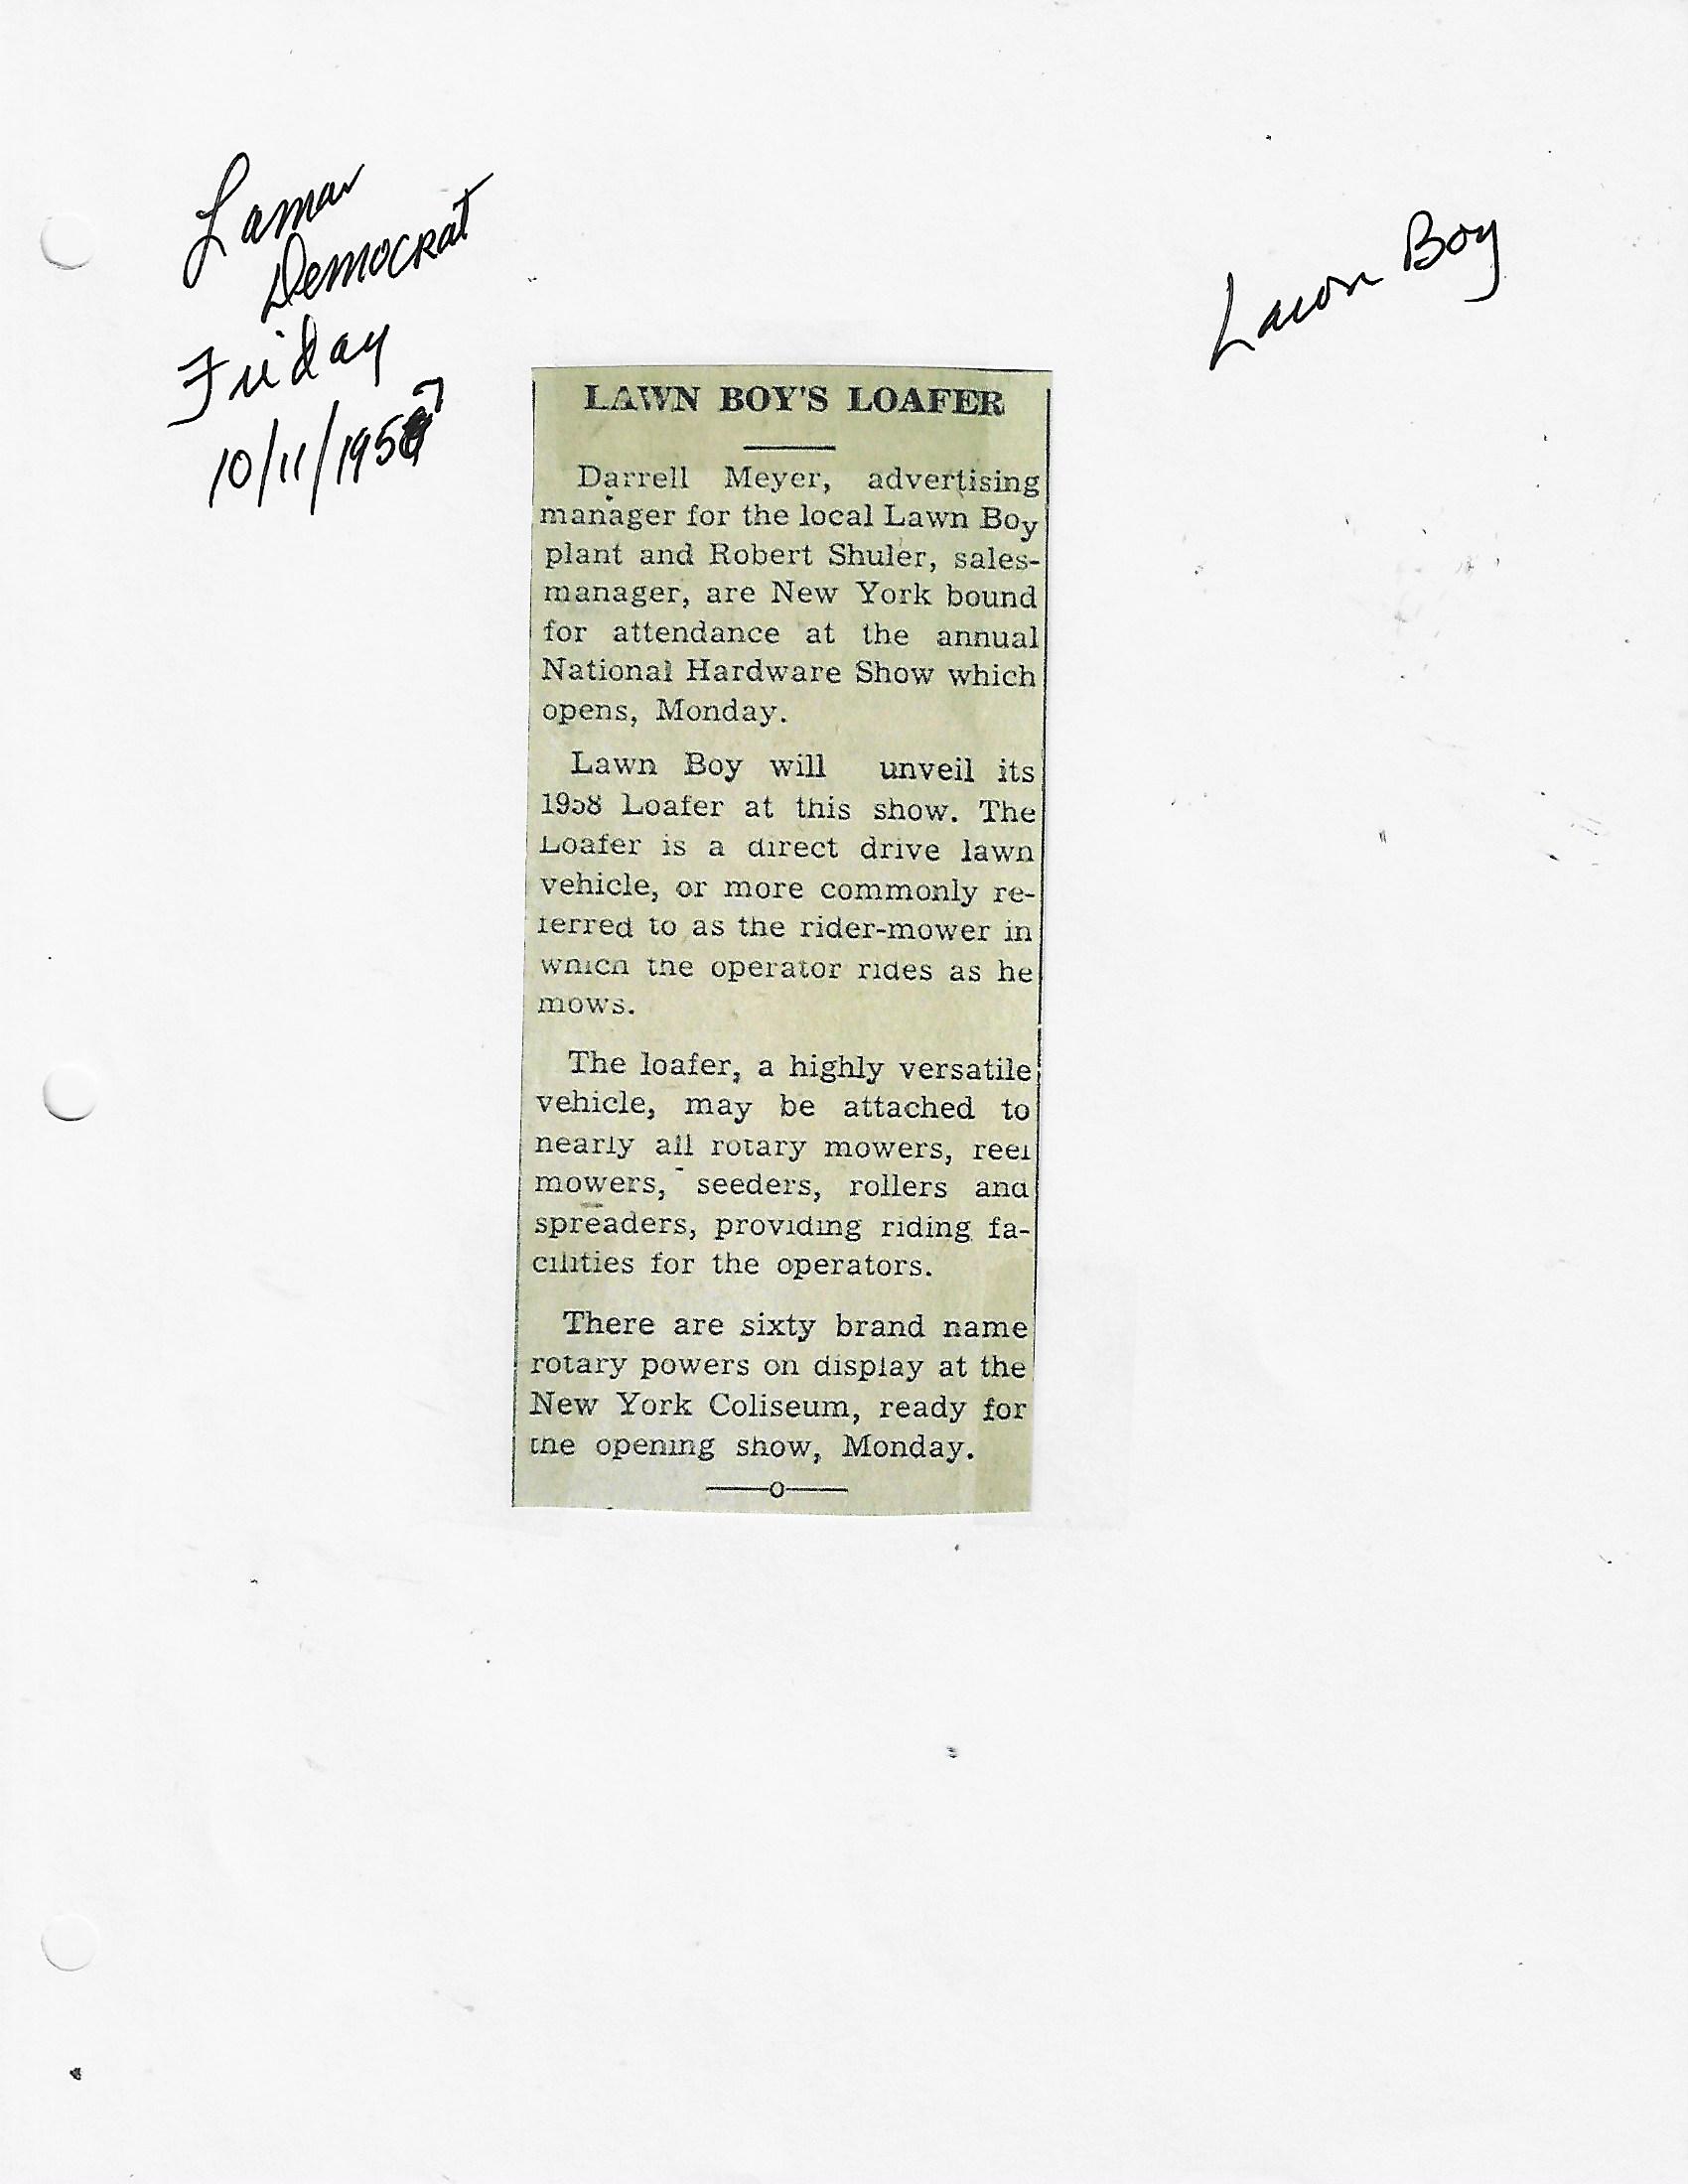 Lamar
Democrat
Friday
10/11/1957
Lawn Boy
LAWN BOY'S LOAFER
Darrell Meyer, advertising
manager for the local Lawn Boy
plant and Robert Shuler, sales-
manager, are New York bound
for attendance at the annual
National Hardware Show which
opens, Monday.
Lawn Boy will unveil its
1958 Loafer at this show. The
Loafer is a direct drive lawn
vehicle, or more commonly re-
ferred to as the rider-mower in
which the operator rides as he
mows.
The loafer, a highly versatile
vehicle, may be attached to
nearly all rotary mowers, reel
mowers, seeders, rollers and
spreaders, providing riding fa-
cilities for the operators.
There are sixty brand name
rotary powers on display at the
New York Coliseum, ready for
the opening show, Monday.
——o——